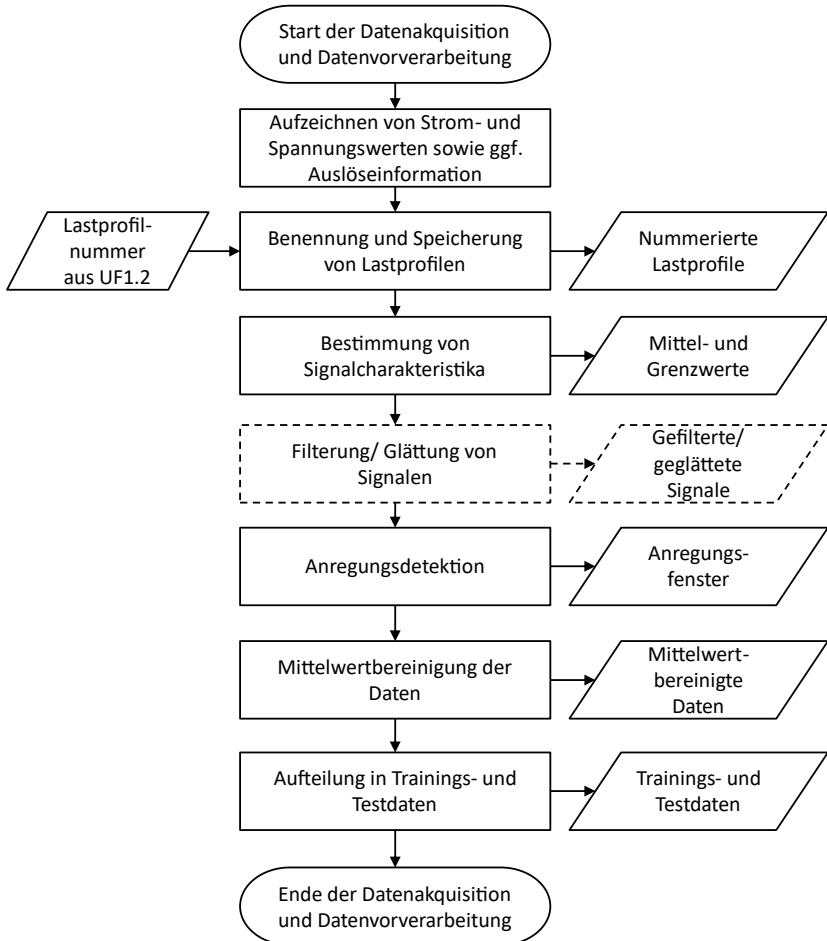 Start der Datenakquisition
und Datenvorverarbeitung
Aufzeichnen von Strom- und
Spannungswerten sowie ggf.
Auslöseinformation
Lastprofil-
nummer
aus UF1.2
Benennung und Speicherung
von Lastprofilen
Nummerierte
Lastprofile
Bestimmung von
Signalcharakteristika
Mittel- und
Grenzwerte
Filterung/ Glättung von
Signalen
Gefilterte/
geglättete
Signale
Anregungsdetektion
Anregungs-
fenster
Mittelwertbereinigung der
Daten
Mittelwert-
bereinigte
Daten
Aufteilung in Trainings- und
Testdaten
Trainings- und
Testdaten
Ende der Datenakquisition
und Datenvorverarbeitung